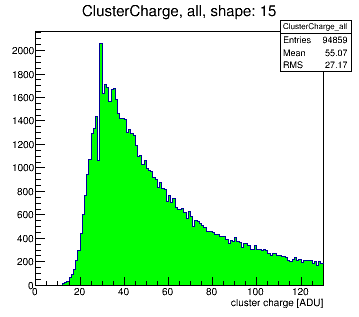 ClusterCharge, all, shape: 15
ClusterCharge_all
Entries 94859
Mean 55.07
RMS 27.17
2000
1800
1600
1400
1200
1000
800
600
400
200
0
0 20 40 60 80 100 120
cluster charge [ADU]